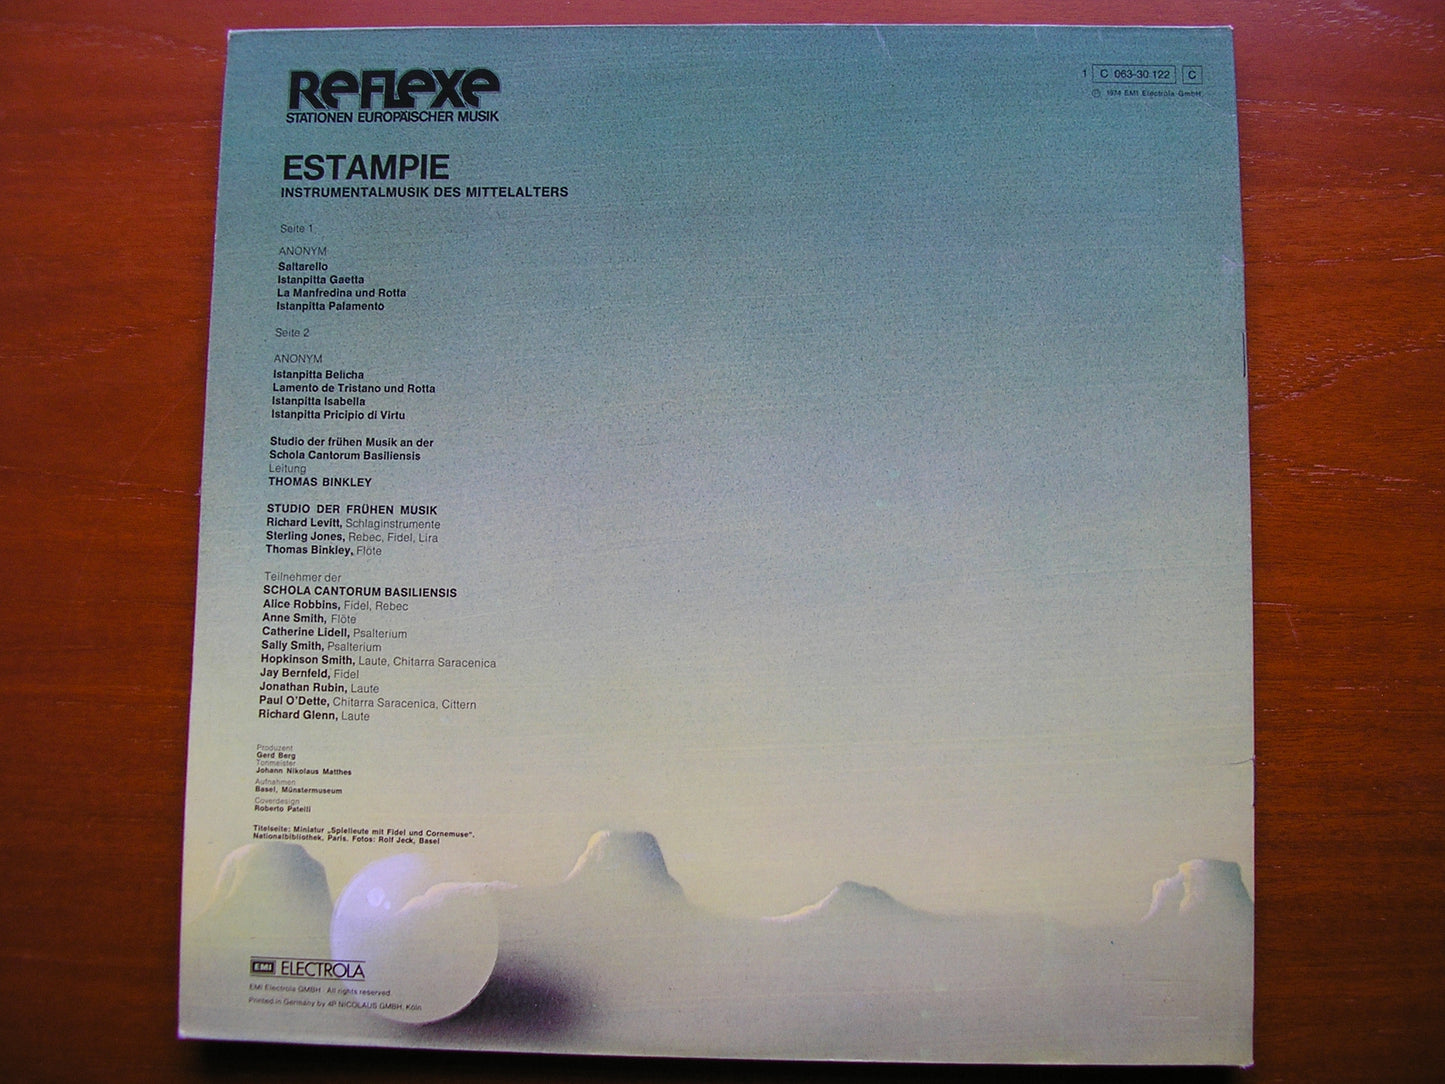 REFLEXE
STATIONEN EUROPÄISCHER MUSIK
1 C 063-30 122 C
Ⓟ 1974 EMI Electrola GmbH
ESTAMPIE
INSTRUMENTALMUSIK DES MITTELALTERS
Seite 1
ANONYM
Saltarello
Istanpitta Gaetta
La Manfredina und Rotta
Istanpitta Palamento
Seite 2
ANONYM
Istanpitta Belicha
Lamento de Tristano und Rotta
Istanpitta Isabella
Istanpitta Pricipio di Virtu
Studio der frühen Musik an der
Schola Cantorum Basiliensis
Leitung
THOMAS BINKLEY
STUDIO DER FRÜHEN MUSIK
Richard Levitt, Schlaginstrumente
Sterling Jones, Rebec, Fidel, Lira
Thomas Binkley, Flöte
Teilnehmer der
SCHOLA CANTORUM BASILIENSIS
Alice Robbins, Fidel, Rebec
Anne Smith, Flöte
Catherine Lidell, Psalterium
Sally Smith, Psalterium
Hopkinson Smith, Laute, Chitarra Saracenica
Jay Bernfeld, Fidel
Jonathan Rubin, Laute
Paul O'Dette, Chitarra Saracenica, Cittern
Richard Glenn, Laute
Produzent
Gerd Berg
Tonmeister
Johann Nikolaus Matthes
Aufnahmen
Basel, Münstermuseum
Coverdesign
Roberto Patelli
Titelseite: Miniatur „Spielleute mit Fidel und Cornemuse“,
Nationalbibliothek, Paris. Fotos: Rolf Jeck, Basel
EMI ELECTROLA
EMI Electrola GMBH · All rights reserved.
Printed in Germany by 4P NICOLAUS GMBH, Köln